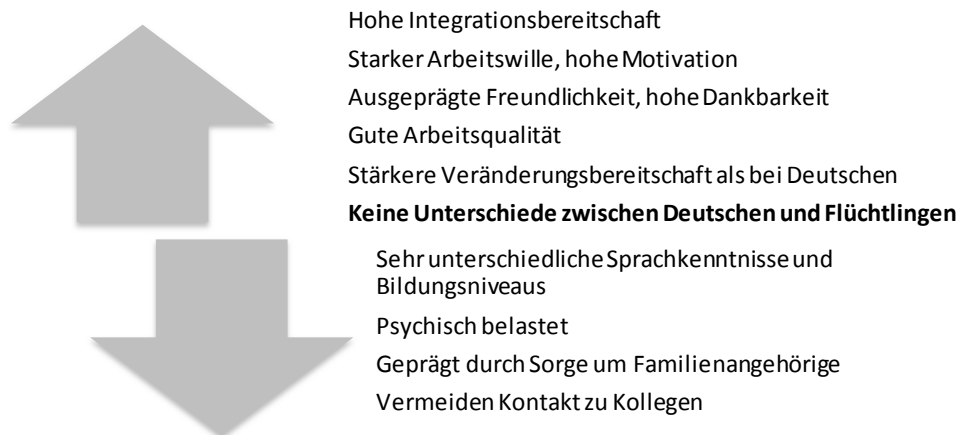 Hohe Integrationsbereitschaft
Starker Arbeitswille, hohe Motivation
Ausgeprägte Freundlichkeit, hohe Dankbarkeit
Gute Arbeitsqualität
Stärkere Veränderungsbereitschaft als bei Deutschen
Keine Unterschiede zwischen Deutschen und Flüchtlingen
Sehr unterschiedliche Sprachkenntnisse und
Bildungsniveaus
Psychisch belastet
Geprägt durch Sorge um Familienangehörige
Vermeiden Kontakt zu Kollegen